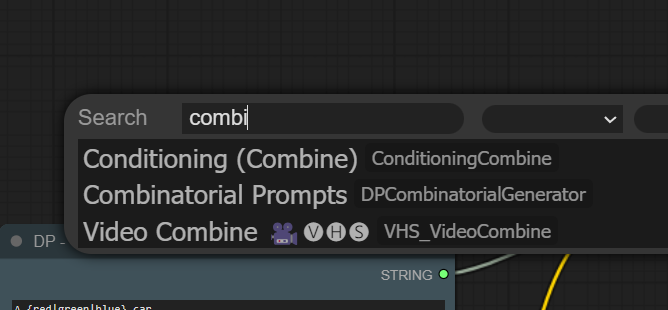 Search combi
Conditioning (Combine) ConditioningCombine
Combinatorial Prompts DPCombinatorialGenerator
Video Combine 🎥🅥🅗🅢 VHS_VideoCombine
DP -
STRING
A {red|green|blue} car